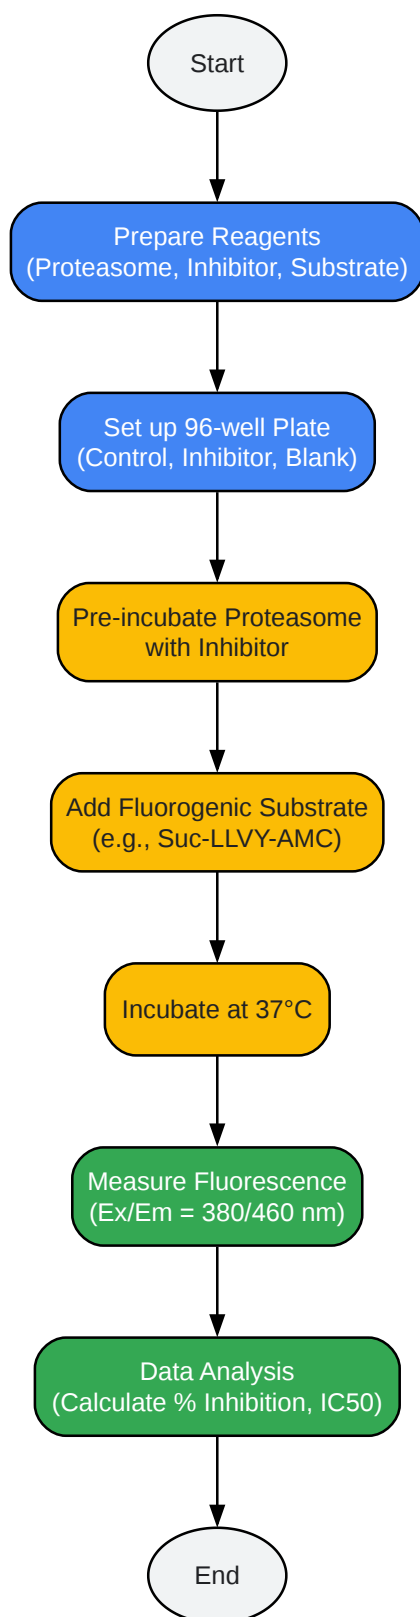 Start
Prepare Reagents
(Proteasome, Inhibitor, Substrate)
Set up 96-well Plate
(Control, Inhibitor, Blank)
Pre-incubate Proteasome
with Inhibitor
Add Fluorogenic Substrate
(e.g., Suc-LLVY-AMC)
Incubate at 37°C
Measure Fluorescence
(Ex/Em = 380/460 nm)
Data Analysis
(Calculate % Inhibition, IC50)
End